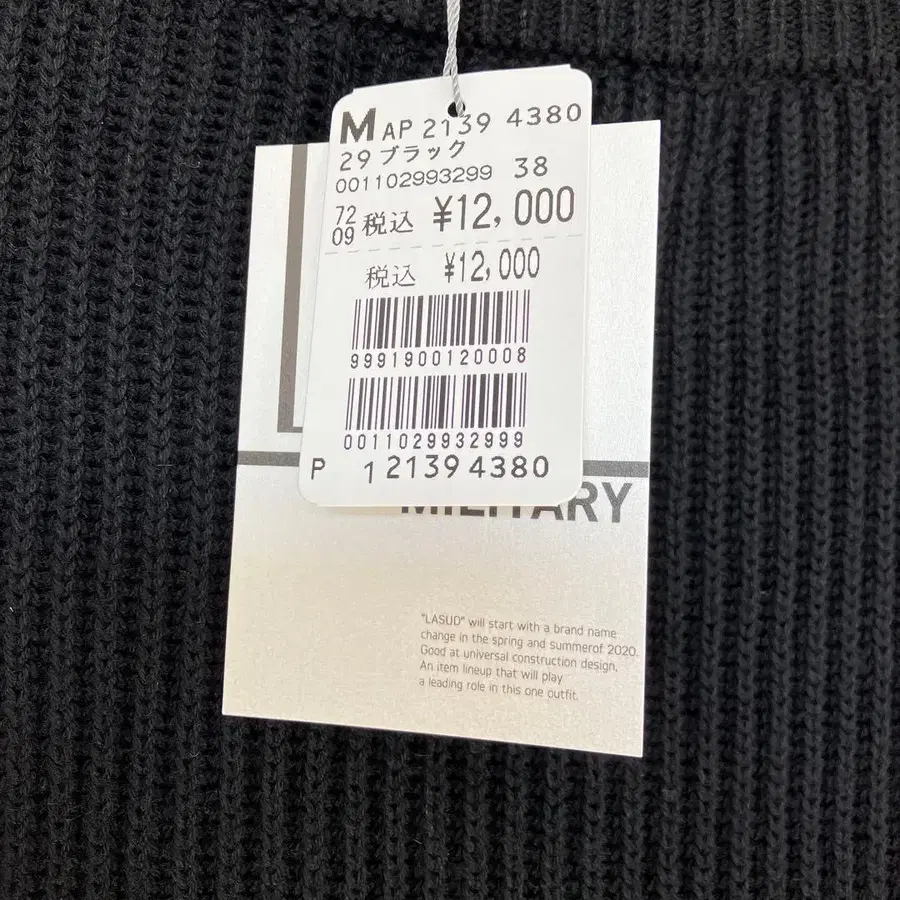 M AP 2139 4380
29 ブラック
001102993299 38
72
09 税込 ¥12,000
税込 ¥12,000
9991900120008
0011029932999
P 1 21394380
MILITARY
"LASUD" will start with a brand name
change in the spring and summerof 2020.
Good at universal construction design,
An item lineup that will play
a leading role in this one outfit.